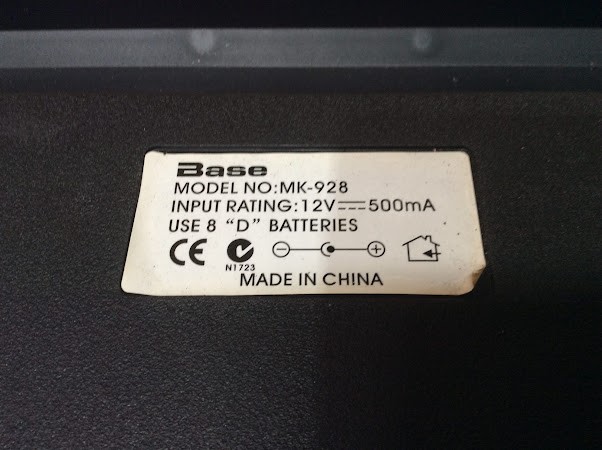 Base
MODEL NO:MK-928
INPUT RATING:12V⎓500mA
USE 8 “D” BATTERIES
CE
N1723
MADE IN CHINA